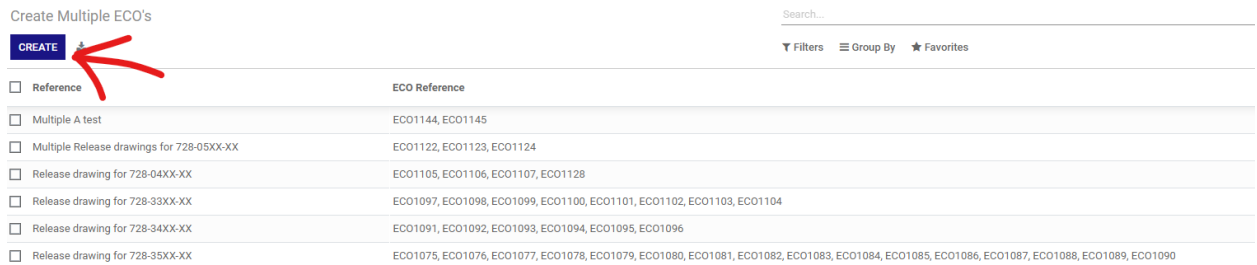 Create Multiple ECO's
Search...
CREATE
Filters Group By Favorites
Reference ECO Reference
Multiple A test ECO1144, ECO1145
Multiple Release drawings for 728-05XX-XX ECO1122, ECO1123, ECO1124
Release drawing for 728-04XX-XX ECO1105, ECO1106, ECO1107, ECO1128
Release drawing for 728-33XX-XX ECO1097, ECO1098, ECO1099, ECO1100, ECO1101, ECO1102, ECO1103, ECO1104
Release drawing for 728-34XX-XX ECO1091, ECO1092, ECO1093, ECO1094, ECO1095, ECO1096
Release drawing for 728-35XX-XX ECO1075, ECO1076, ECO1077, ECO1078, ECO1079, ECO1080, ECO1081, ECO1082, ECO1083, ECO1084, ECO1085, ECO1086, ECO1087, ECO1088, ECO1089, ECO1090